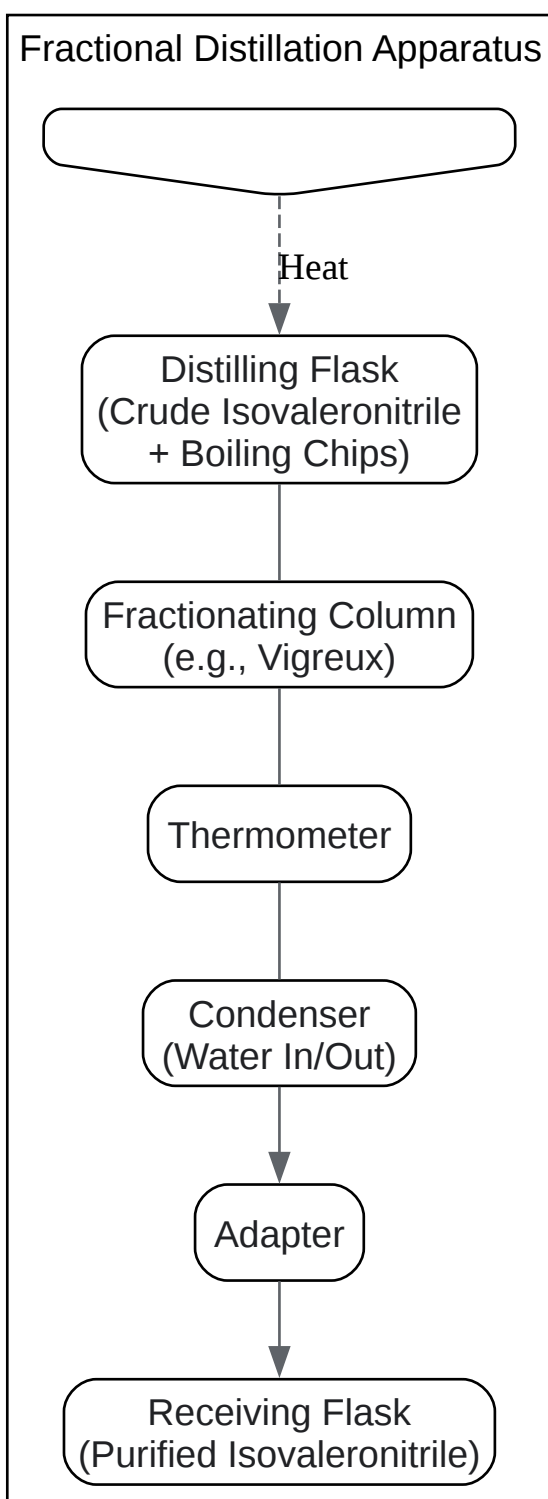 Fractional Distillation Apparatus
Heat
Distilling Flask
(Crude Isovaleronitrile
+ Boiling Chips)
Fractionating Column
(e.g., Vigreux)
Thermometer
Condenser
(Water In/Out)
Adapter
Receiving Flask
(Purified Isovaleronitrile)